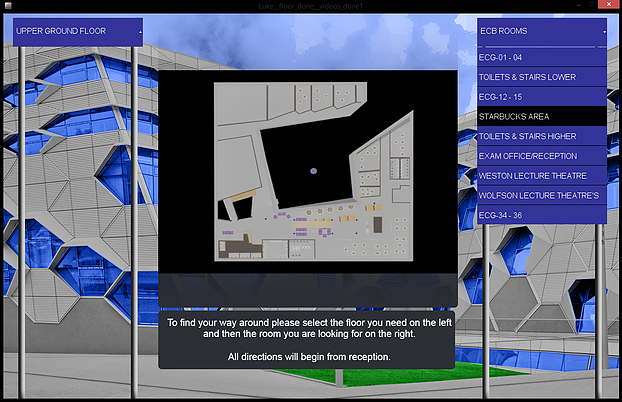 Luke_floor_done_videos_done1
UPPER GROUND FLOOR
ECB ROOMS
ECG-01 - 04
TOILETS & STAIRS LOWER
ECG-12 - 15
STARBUCKS AREA
TOILETS & STAIRS HIGHER
EXAM OFFICE/RECEPTION
WESTON LECTURE THEATRE
WOLFSON LECTURE THEATRE'S
ECG-34 - 36
To find your way around please select the floor you need on the left
and then the room you are looking for on the right.
All directions will begin from reception.